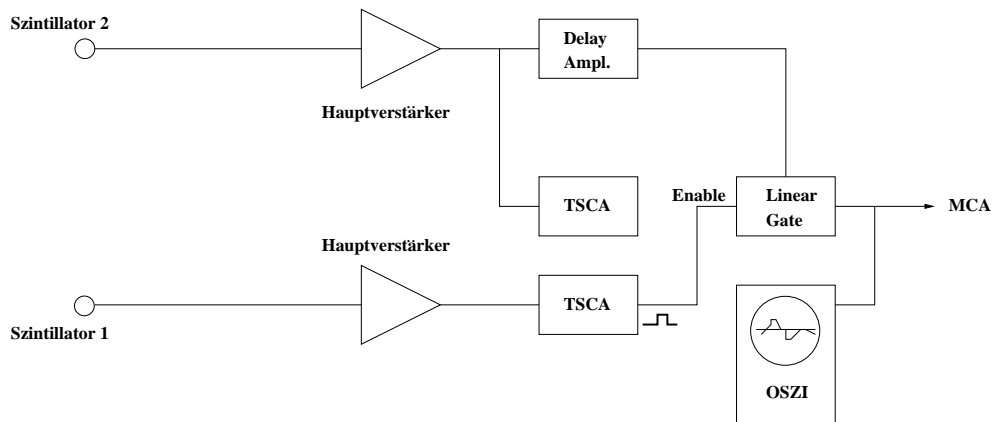 Szintillator 2
Delay
Ampl.
Hauptverstärker
TSCA
Enable
Linear
Gate
MCA
Hauptverstärker
TSCA
Szintillator 1
OSZI